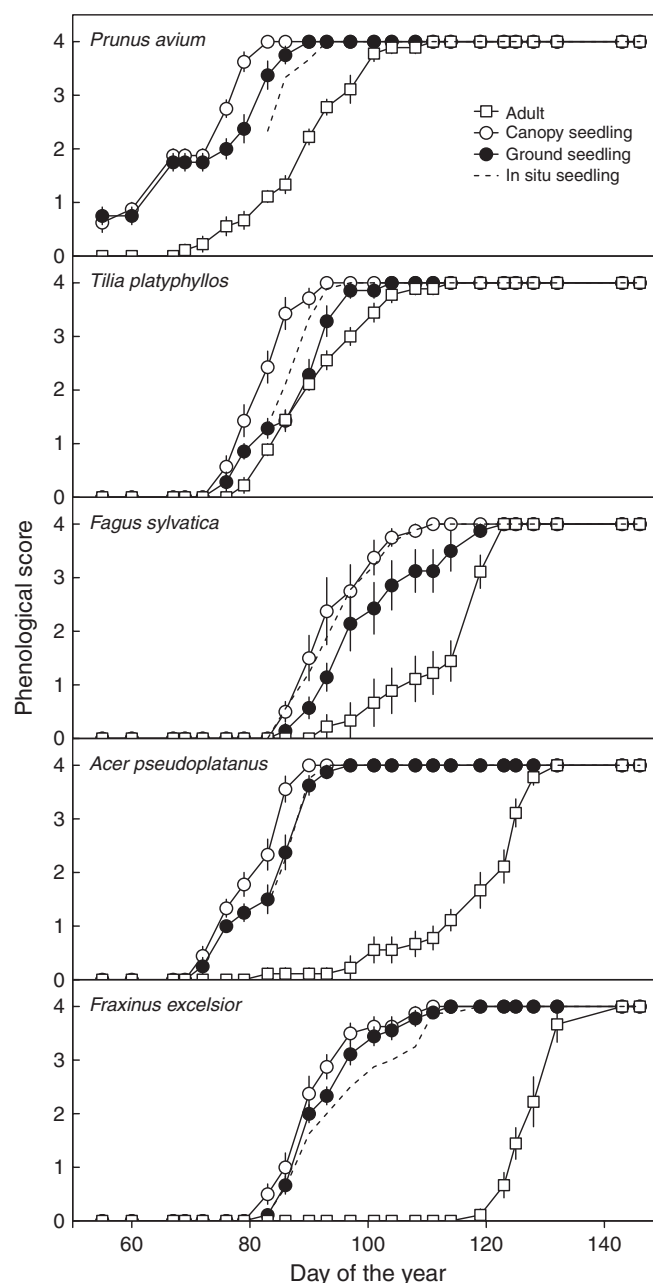 4
Prunus avium
3
Adult
Canopy seedling
2
Ground seedling
In situ seedling
1
0
4
Tilia platyphyllos
3
2
1
0
4
Fagus sylvatica
3
2
1
0
Phenological score
4
Acer pseudoplatanus
3
2
1
0
4
Fraxinus excelsior
3
2
1
0
60 80 100 120 140
Day of the year